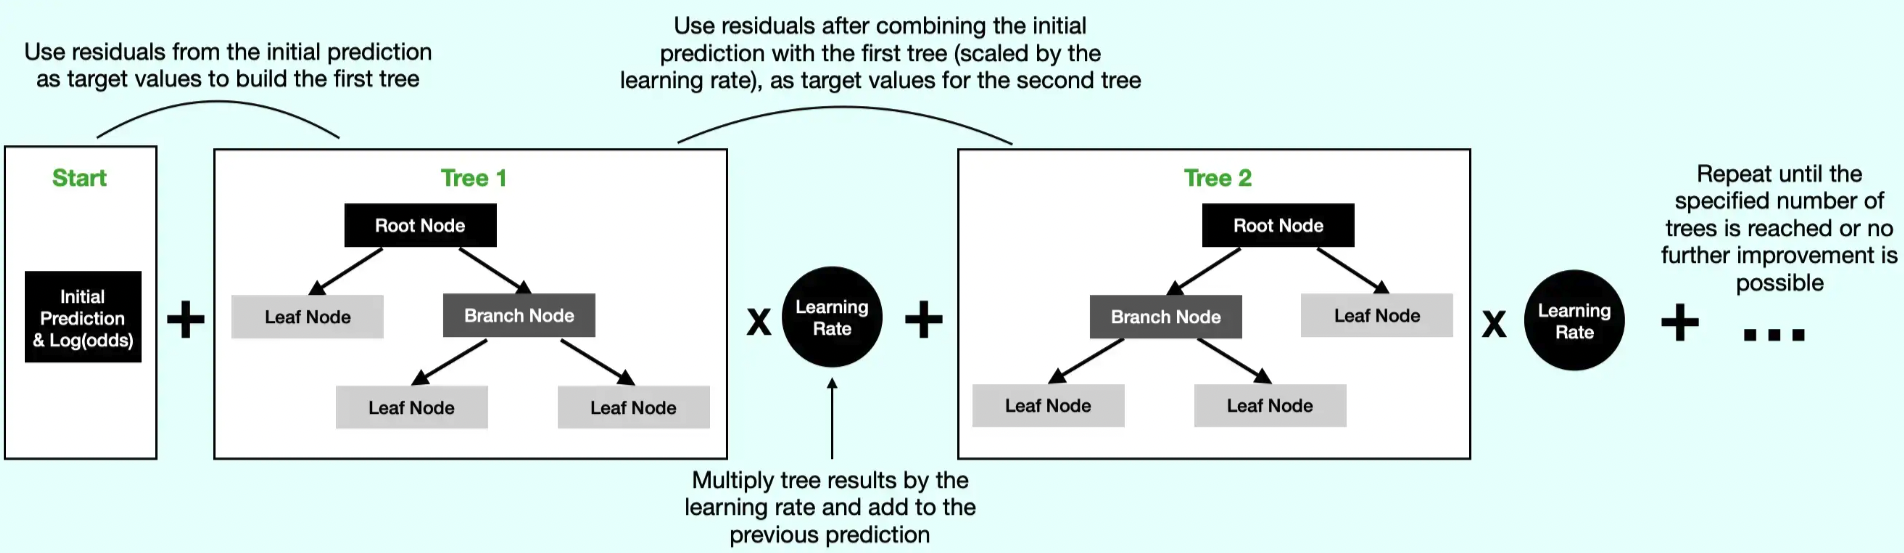 Use residuals from the initial prediction
as target values to build the first tree
Use residuals after combining the initial
prediction with the first tree (scaled by the
learning rate), as target values for the second tree
Start
Initial
Prediction
& Log(odds)
+
Tree 1
Root Node
Leaf Node
Branch Node
Leaf Node
Leaf Node
x
Learning
Rate
Multiply tree results by the
learning rate and add to the
previous prediction
+
Tree 2
Root Node
Branch Node
Leaf Node
Leaf Node
Leaf Node
x
Learning
Rate
+
Repeat until the
specified number of
trees is reached or no
further improvement is
possible
...